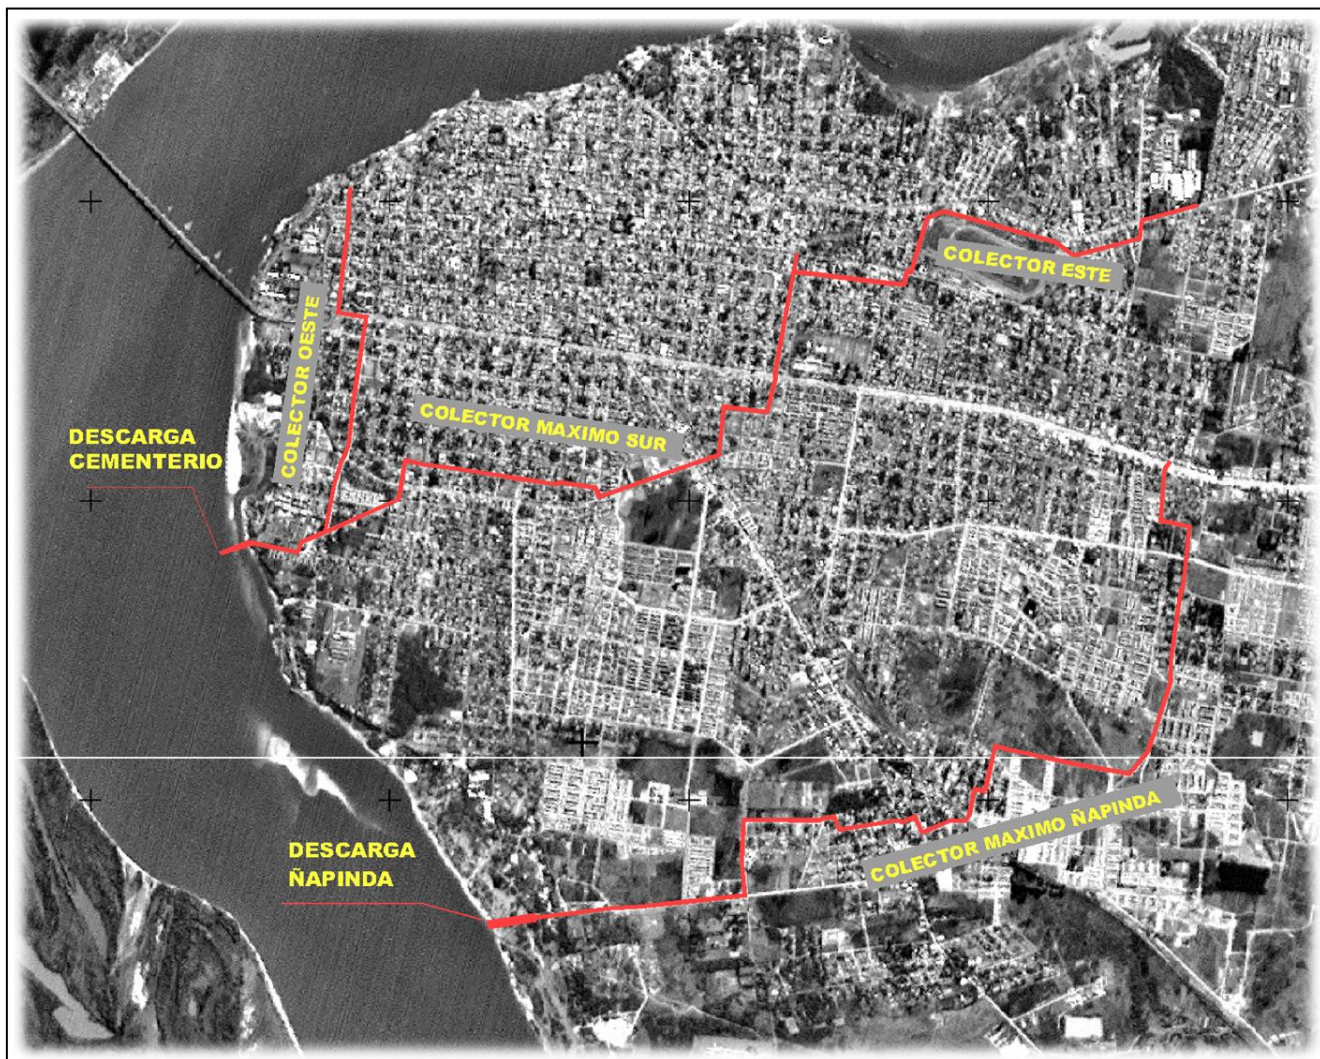 COLECTOR ESTE
COLECTOR OESTE
COLECTOR MAXIMO SUR
DESCARGA
CEMENTERIO
COLECTOR MAXIMO ÑAPINDA
DESCARGA
ÑAPINDA